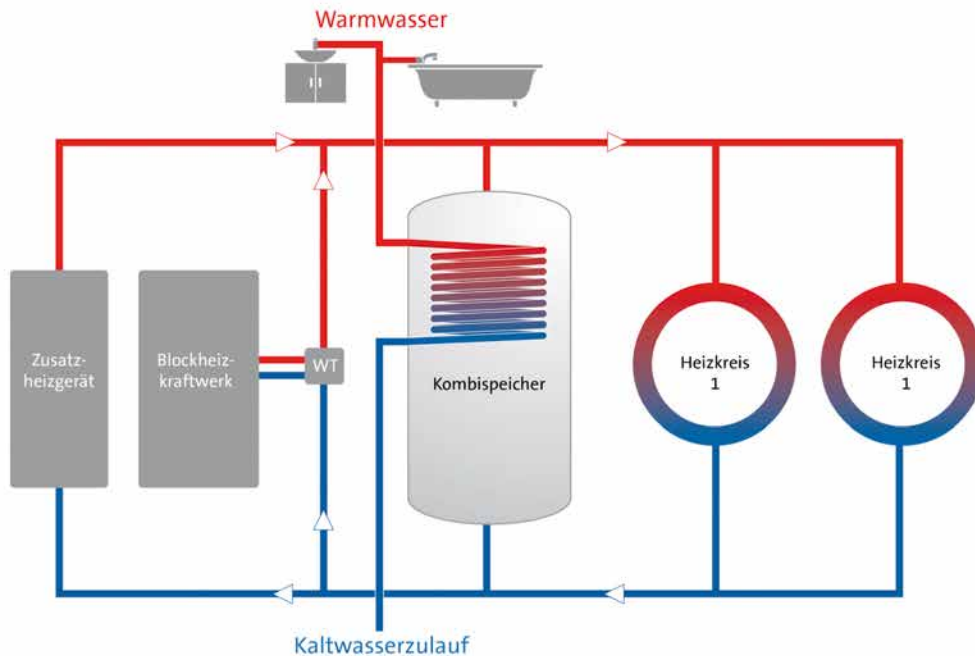 Warmwasser
Zusatz-
heizgerät
Blockheiz-
kraftwerk
WT
Kombispeicher
Heizkreis
1
Heizkreis
1
Kaltwasserzulauf